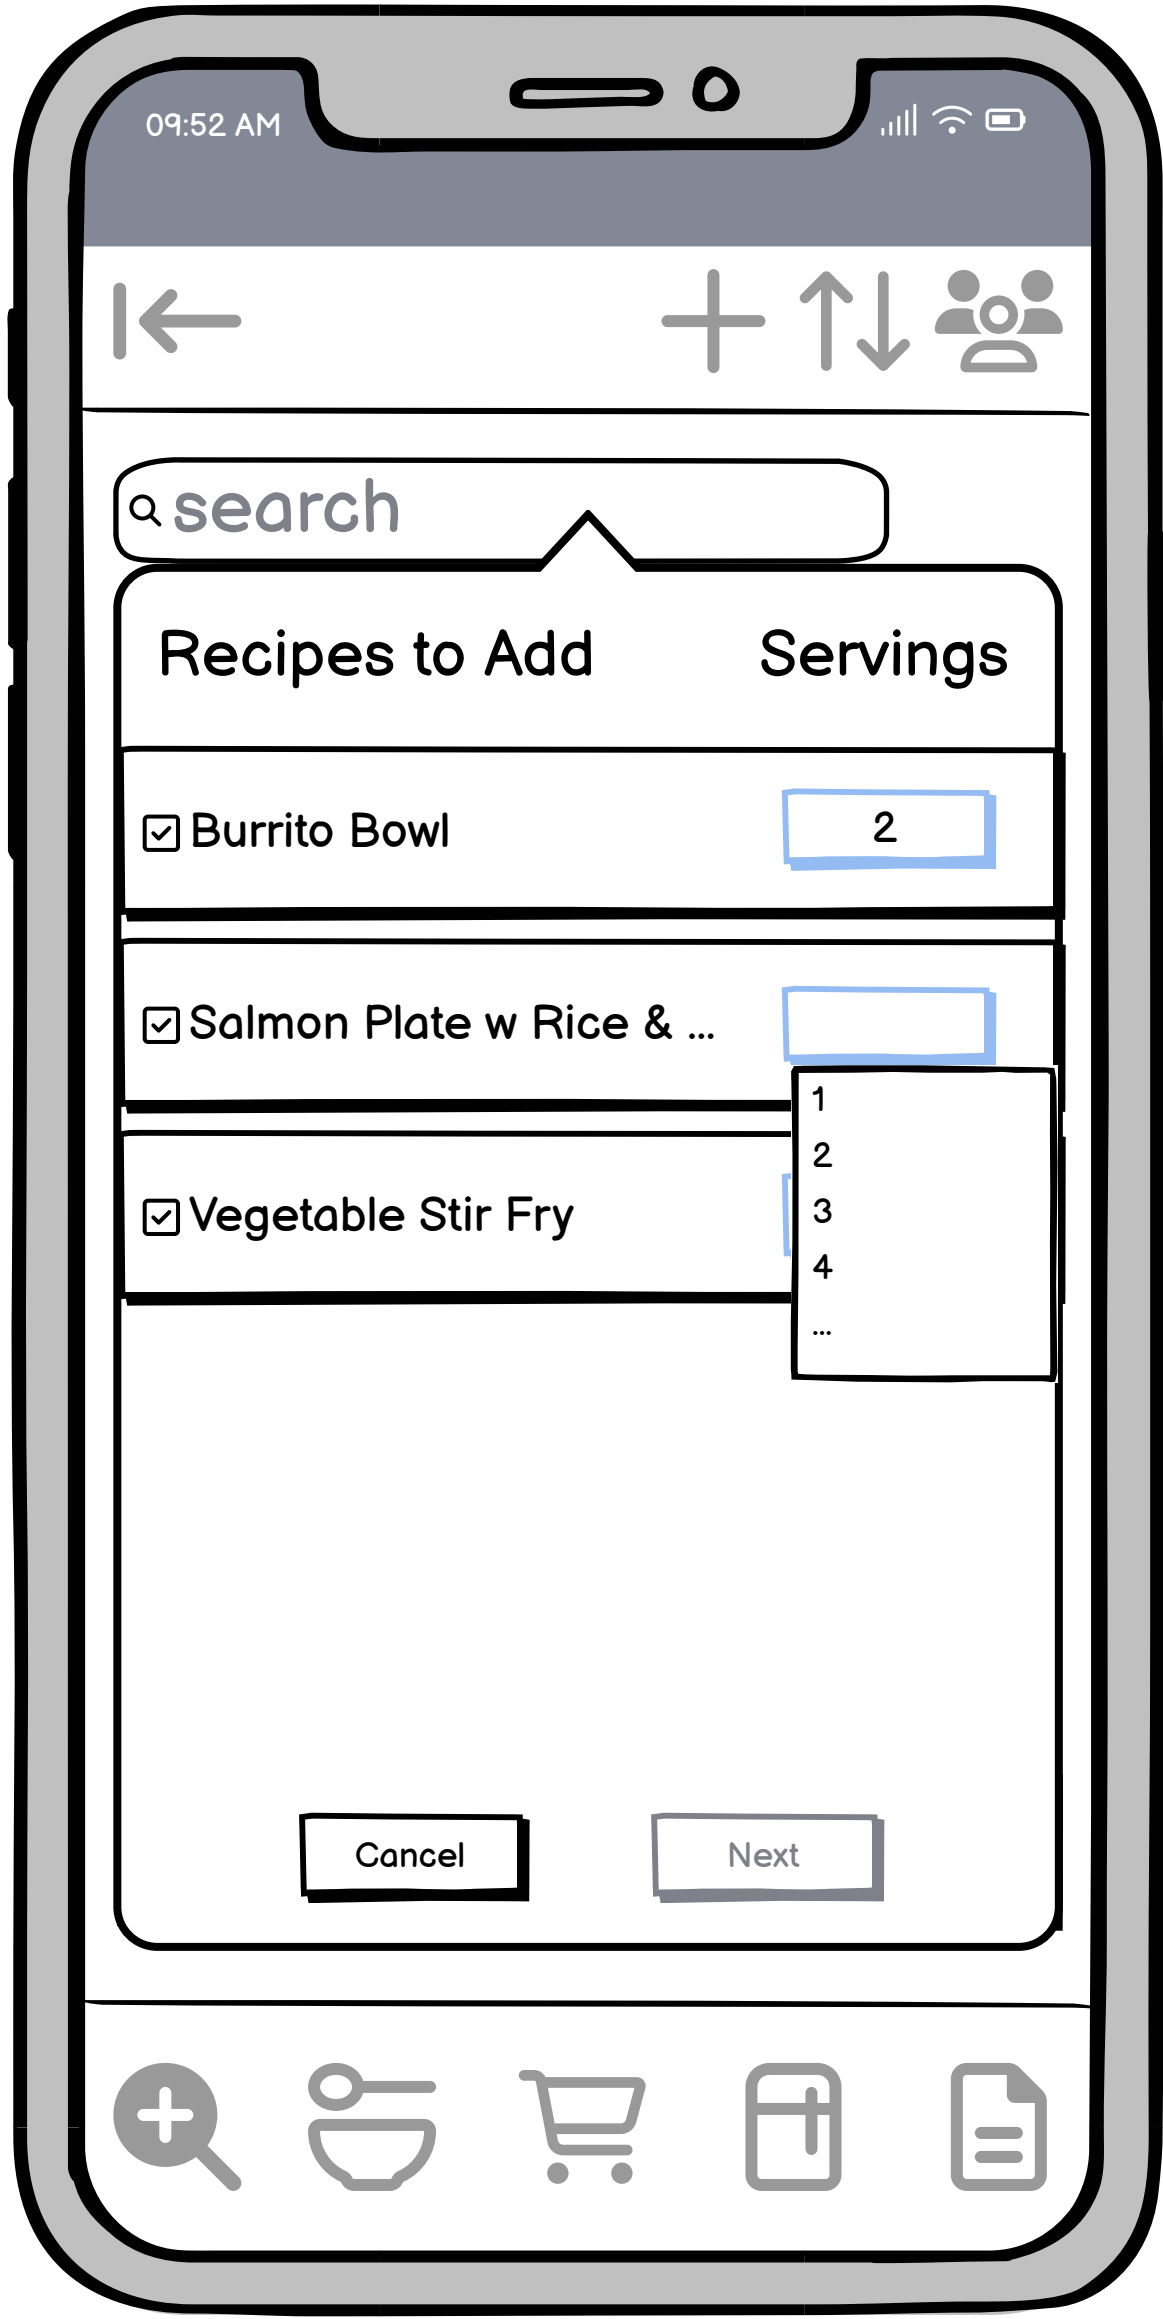 09:52 AM
search
Recipes to Add Servings
Burrito Bowl 2
Salmon Plate w Rice & ...
1
2
3
Vegetable Stir Fry
4
...
Cancel Next